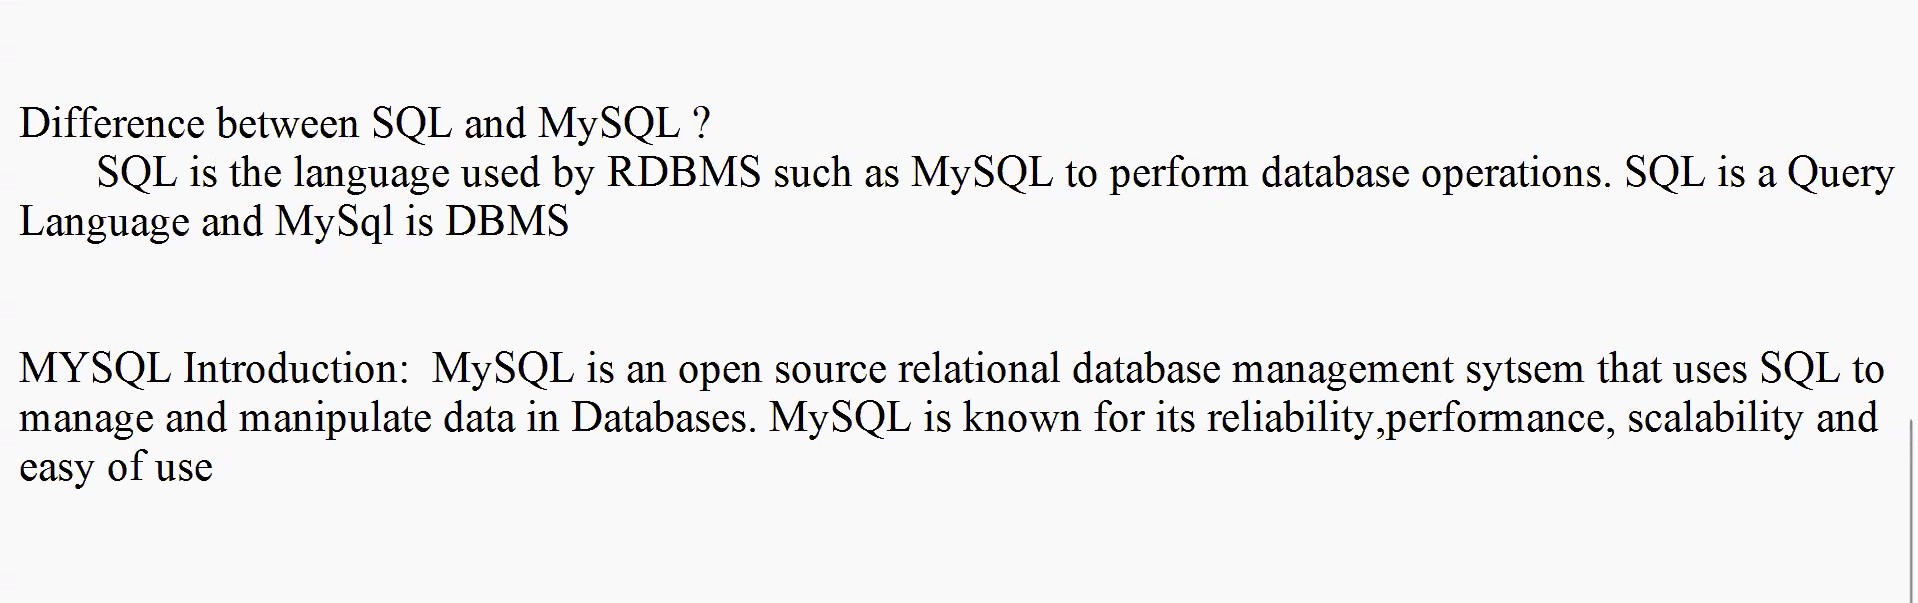 Difference between SQL and MySQL ?
SQL is the language used by RDBMS such as MySQL to perform database operations. SQL is a Query
Language and MySql is DBMS
MYSQL Introduction:  MySQL is an open source relational database management sytsem that uses SQL to
manage and manipulate data in Databases. MySQL is known for its reliability,performance, scalability and
easy of use